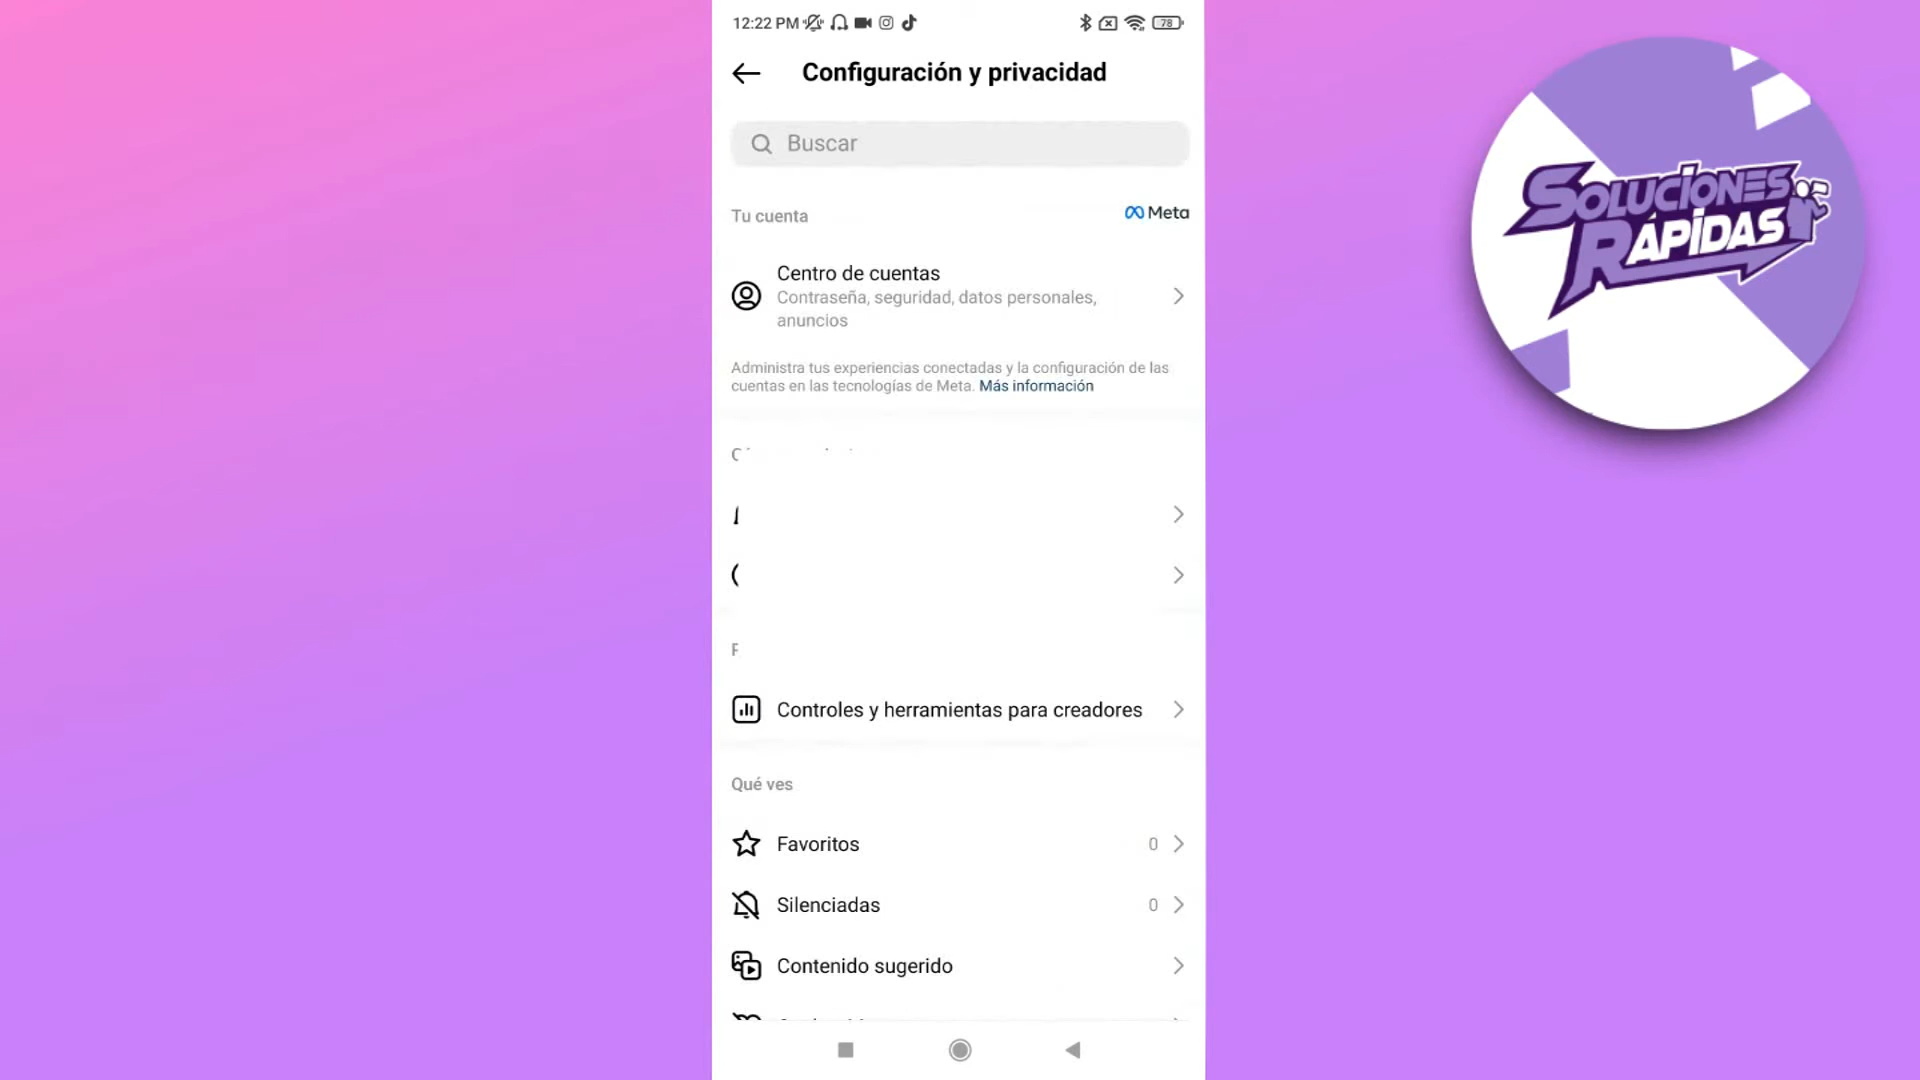 12:22 PM
78
Configuración y privacidad
Buscar
Tu cuenta
Meta
Centro de cuentas
Contraseña, seguridad, datos personales,
anuncios
Administra tus experiencias conectadas y la configuración de las
cuentas en las tecnologías de Meta. Más información
Controles y herramientas para creadores
Qué ves
Favoritos 0
Silenciadas 0
Contenido sugerido
SOLUCIONES
RÁPIDAS